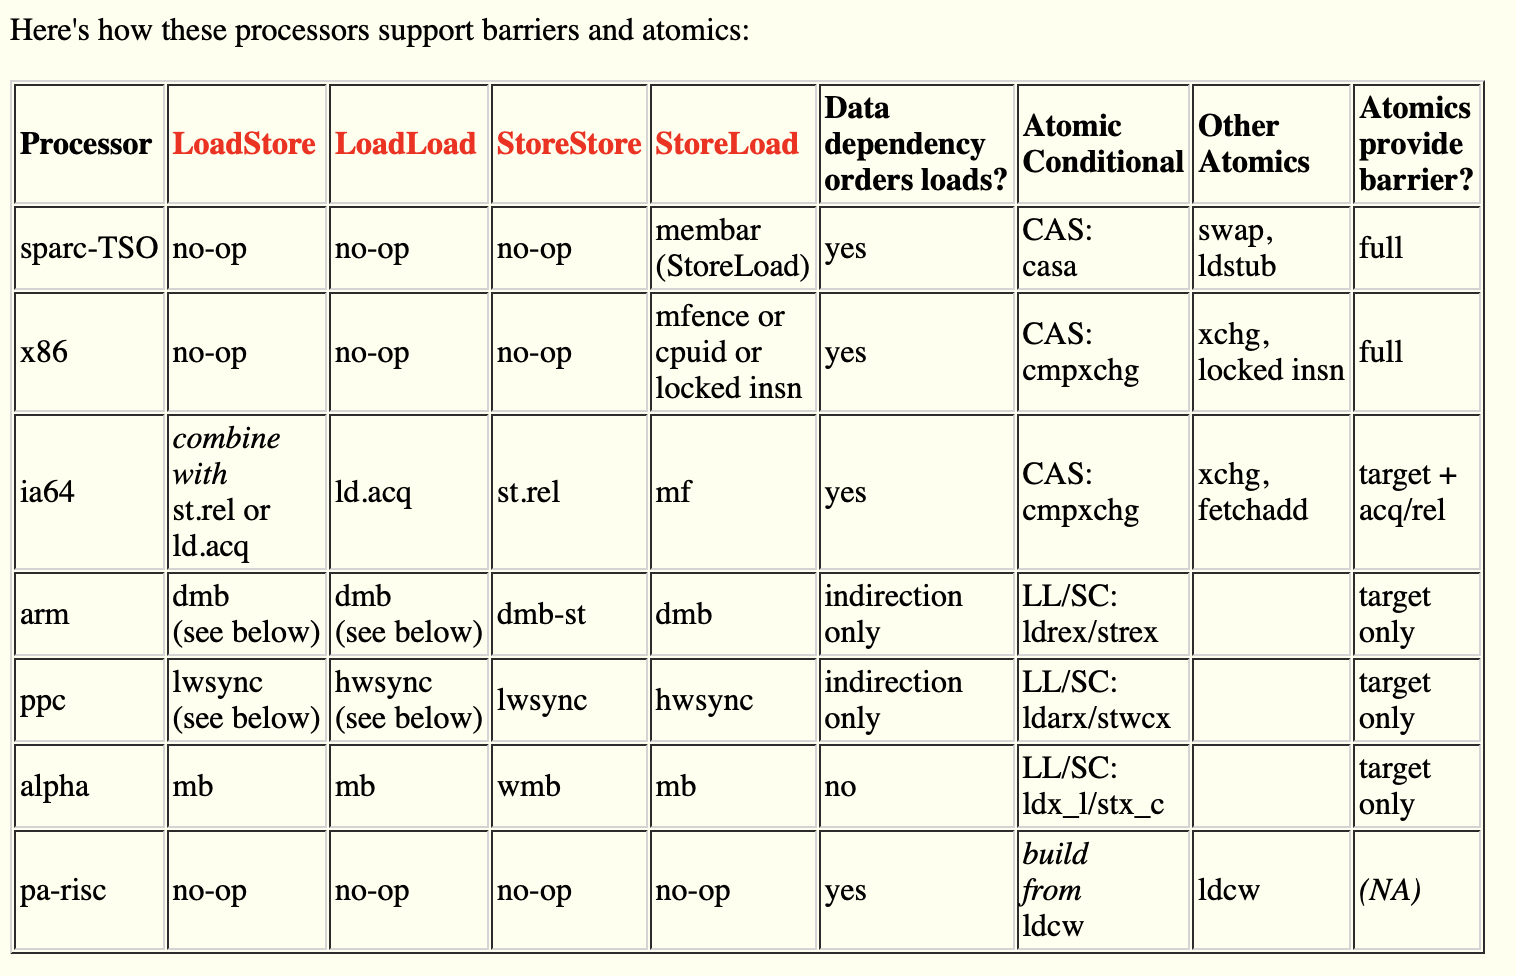 Here's how these processors support barriers and atomics:
Processor
LoadStore
LoadLoad
StoreStore
StoreLoad
Data
dependency
orders loads?
Atomic
Conditional
Other
Atomics
Atomics
provide
barrier?
sparc-TSO
no-op
no-op
no-op
membar
(StoreLoad)
yes
CAS:
casa
swap,
ldstub
full
x86
no-op
no-op
no-op
mfence or
cpuid or
locked insn
yes
CAS:
cmpxchg
xchg,
locked insn
full
ia64
combine
with
st.rel or
ld.acq
ld.acq
st.rel
mf
yes
CAS:
cmpxchg
xchg,
fetchadd
target +
acq/rel
arm
dmb
(see below)
dmb
(see below)
dmb-st
dmb
indirection
only
LL/SC:
ldrex/strex
target
only
ppc
lwsync
(see below)
hwsync
(see below)
lwsync
hwsync
indirection
only
LL/SC:
ldarx/stwcx
target
only
alpha
mb
mb
wmb
mb
no
LL/SC:
ldx_l/stx_c
target
only
pa-risc
no-op
no-op
no-op
no-op
yes
build
from
ldcw
ldcw
(NA)